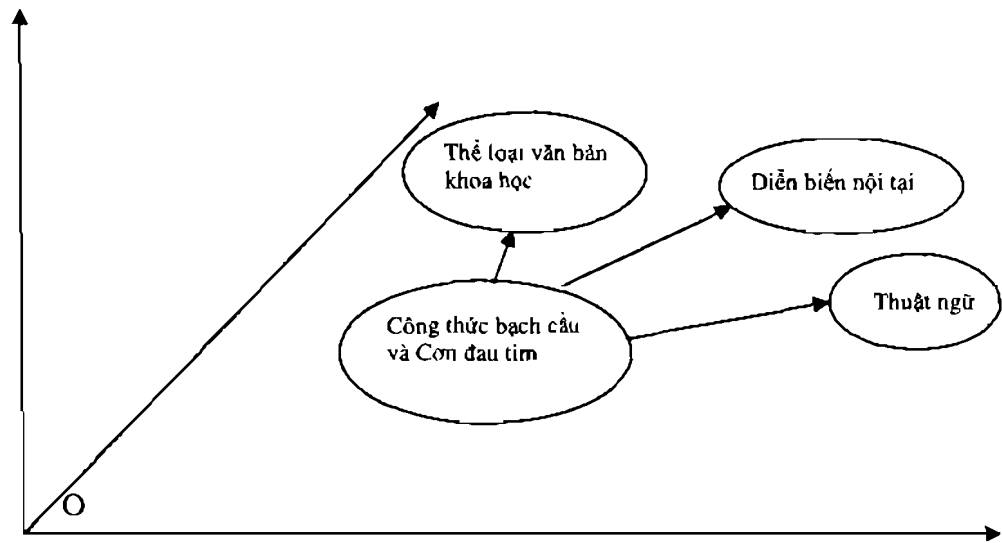 Thể loại văn bản
khoa học
Diễn biến nội tại
Thuật ngữ
Công thức bạch cầu
và Cơn đau tim
O